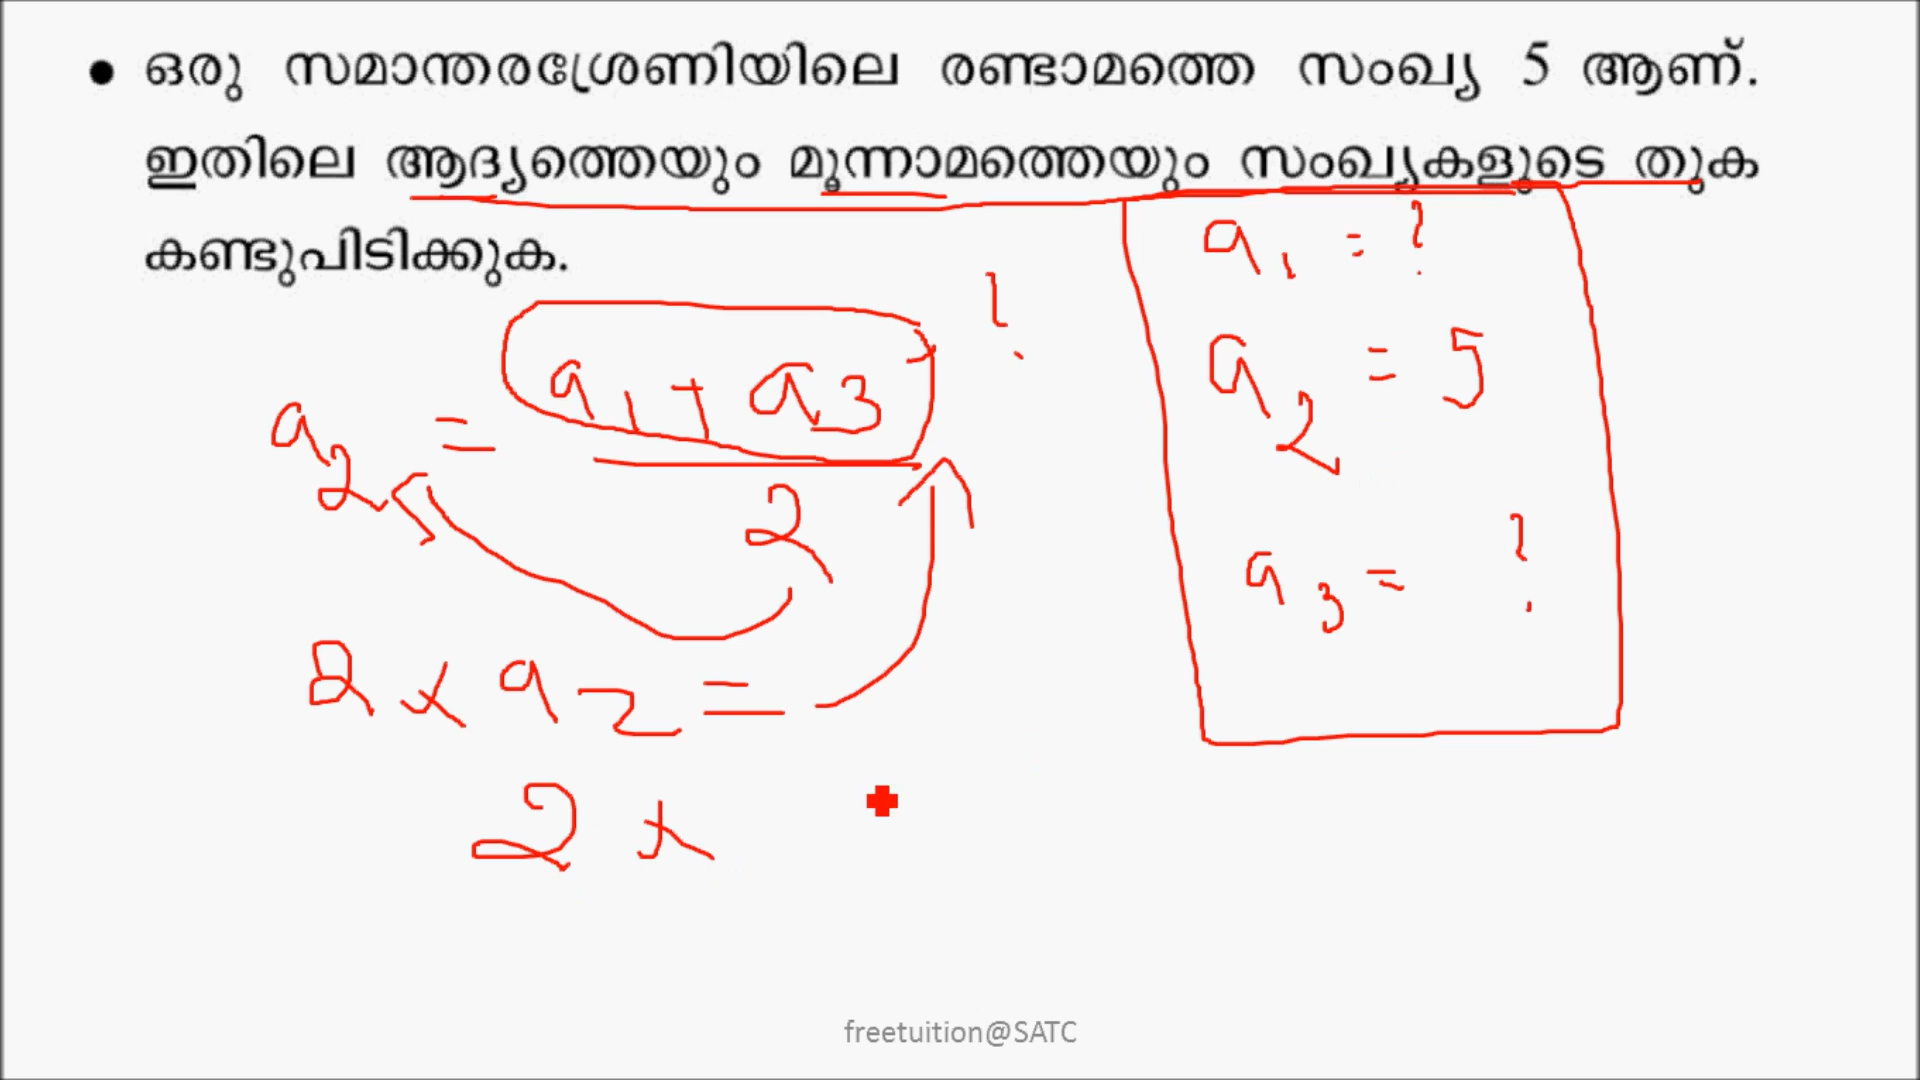 • ഒരു സമാന്തരശ്രേണിയിലെ രണ്ടാമത്തെ സംഖ്യ 5 ആണ്.
ഇതിലെ ആദ്യത്തെയും മൂന്നാമത്തെയും സംഖ്യകളുടെ തുക
കണ്ടുപിടിക്കുക.
a₁ = ?
a₂ = 5
a₃ = ?
a₂ = a₁ + a₃ ?
2
2 × a₂ =
2 ×
freetuition@SATC